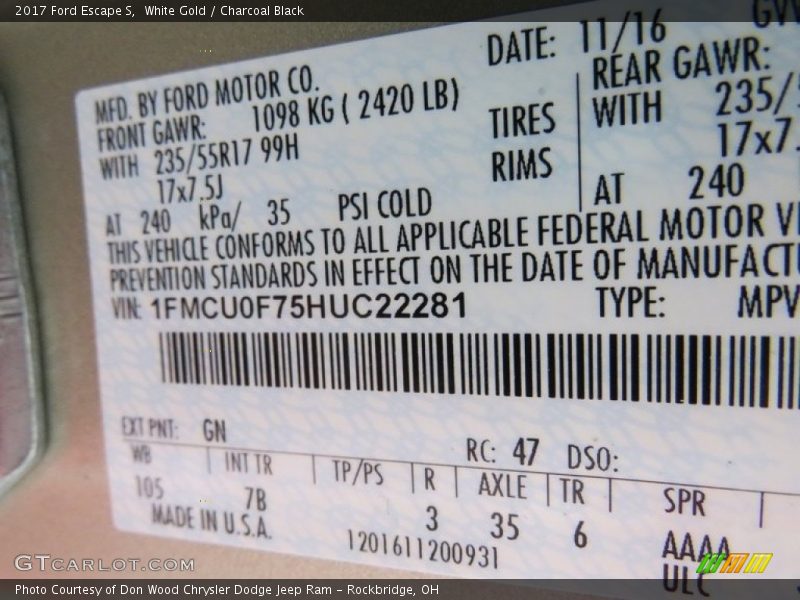 2017 Ford Escape S, White Gold / Charcoal Black
MFD. BY FORD MOTOR CO.
DATE: 11/16
GV
FRONT GAWR: 1098 KG ( 2420 LB)
REAR GAWR:
WITH 235/55R17 99H
TIRES
WITH 235/
17x7.5J
RIMS
17x7.
AT 240 kPa/ 35 PSI COLD
AT 240
THIS VEHICLE CONFORMS TO ALL APPLICABLE FEDERAL MOTOR VE
PREVENTION STANDARDS IN EFFECT ON THE DATE OF MANUFACT
VIN: 1FMCU0F75HUC22281
TYPE: MPV
EXT PNT: GN
RC: 47 DSO:
WB INT TR TP/PS R AXLE TR SPR
105 7B 3 35 6 AAAA
MADE IN U.S.A.
1201611200931
ULC
GTCARLOT.COM
Photo Courtesy of Don Wood Chrysler Dodge Jeep Ram – Rockbridge, OH